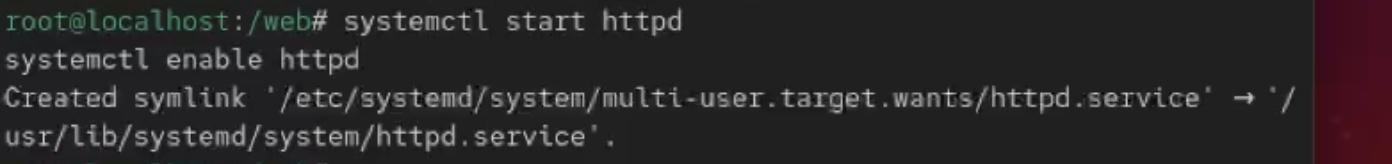 root@localhost:/web# systemctl start httpd
systemctl enable httpd
Created symlink '/etc/systemd/system/multi-user.target.wants/httpd.service' → '/
usr/lib/systemd/system/httpd.service'.